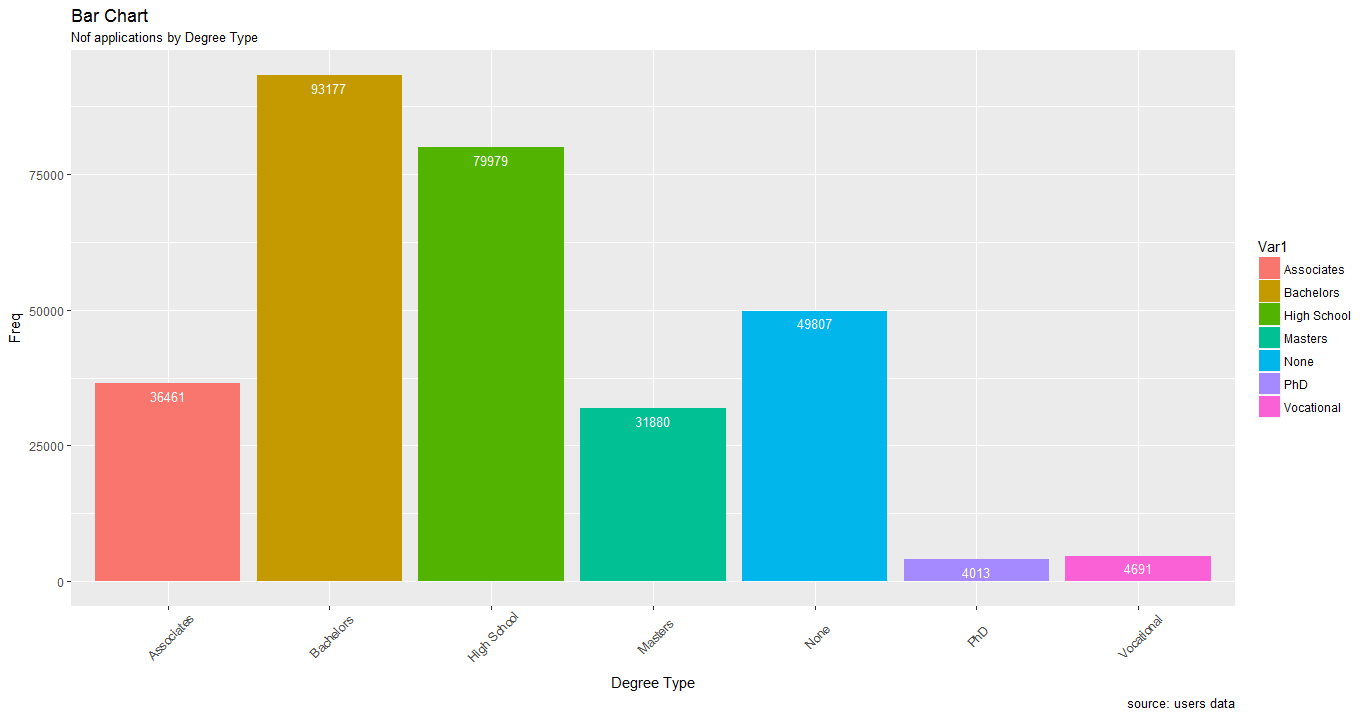 Bar Chart
Nof applications by Degree Type
Freq
75000
50000
25000
0
36461
93177
79979
31880
49807
4013
4691
Associates
Bachelors
High School
Masters
None
PhD
Vocational
Degree Type
Var1
Associates
Bachelors
High School
Masters
None
PhD
Vocational
source: users data